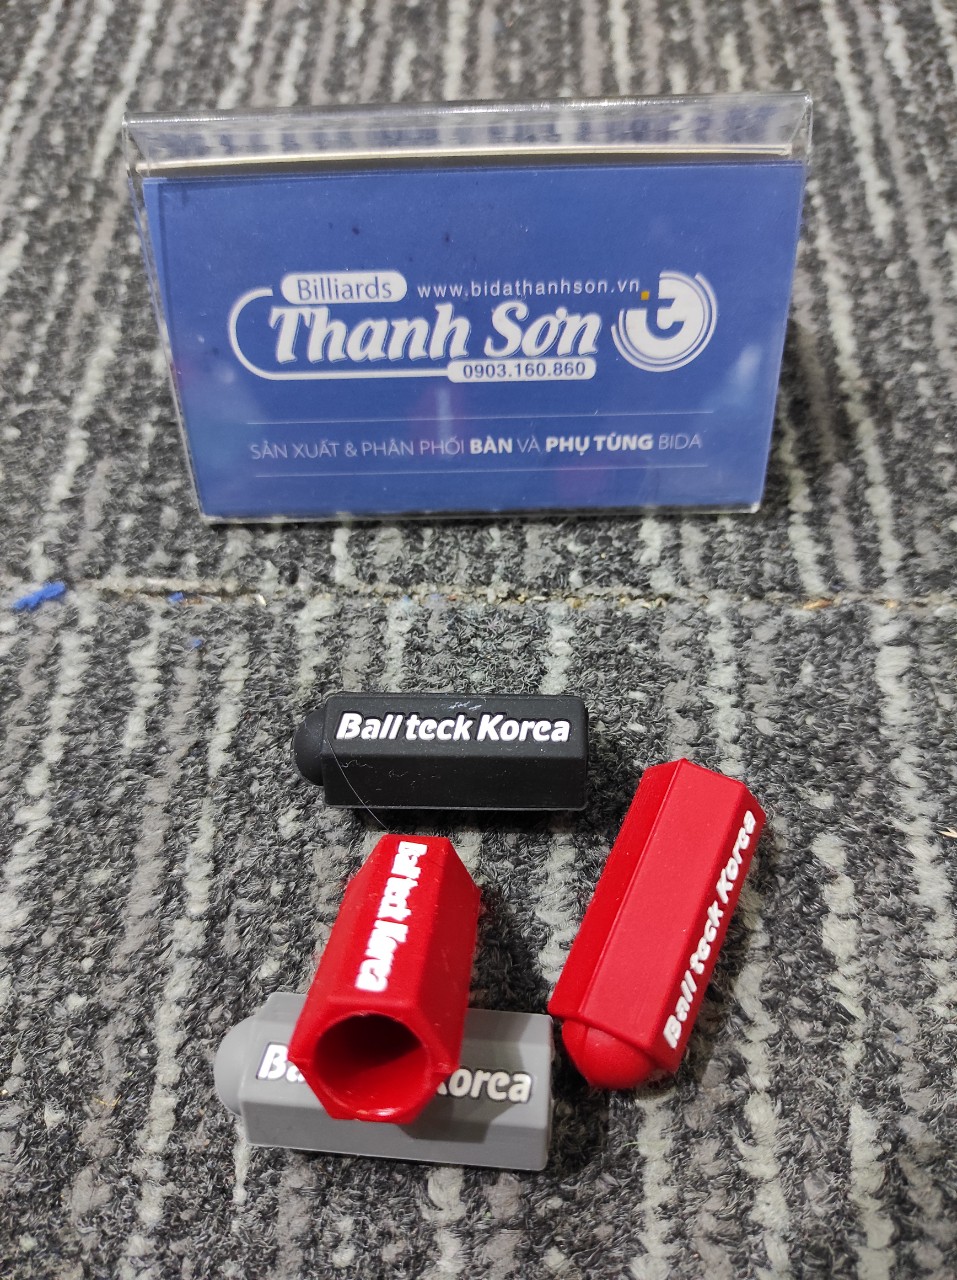 Billiards
www.bidathanhson.vn
Thanh Sơn
0903.160.860
SẢN XUẤT & PHÂN PHỐI BÀN VÀ PHỤ TÙNG BIDA
Ball teck Korea
Ball teck Korea
Ball teck Korea
Ba Korea